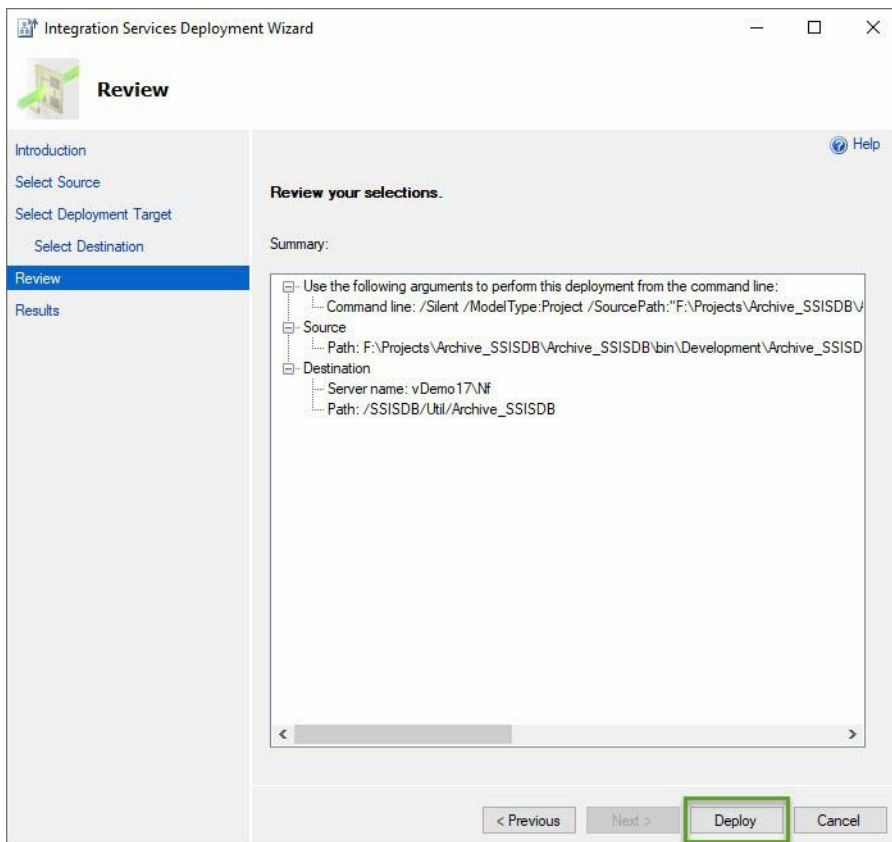 Integration Services Deployment Wizard
Review
Introduction
Select Source
Select Deployment Target
Select Destination
Review
Results
Help
Review your selections.
Summary:
Use the following arguments to perform this deployment from the command line:
Command line: /Silent /ModelType:Project /SourcePath:"F:\Projects\Archive_SSISDB\A
Source
Path: F:\Projects\Archive_SSISDB\Archive_SSISDB\bin\Development\Archive_SSISD
Destination
Server name: vDemo17\Nf
Path: /SSISDB/Util/Archive_SSISDB
< Previous Next > Deploy Cancel